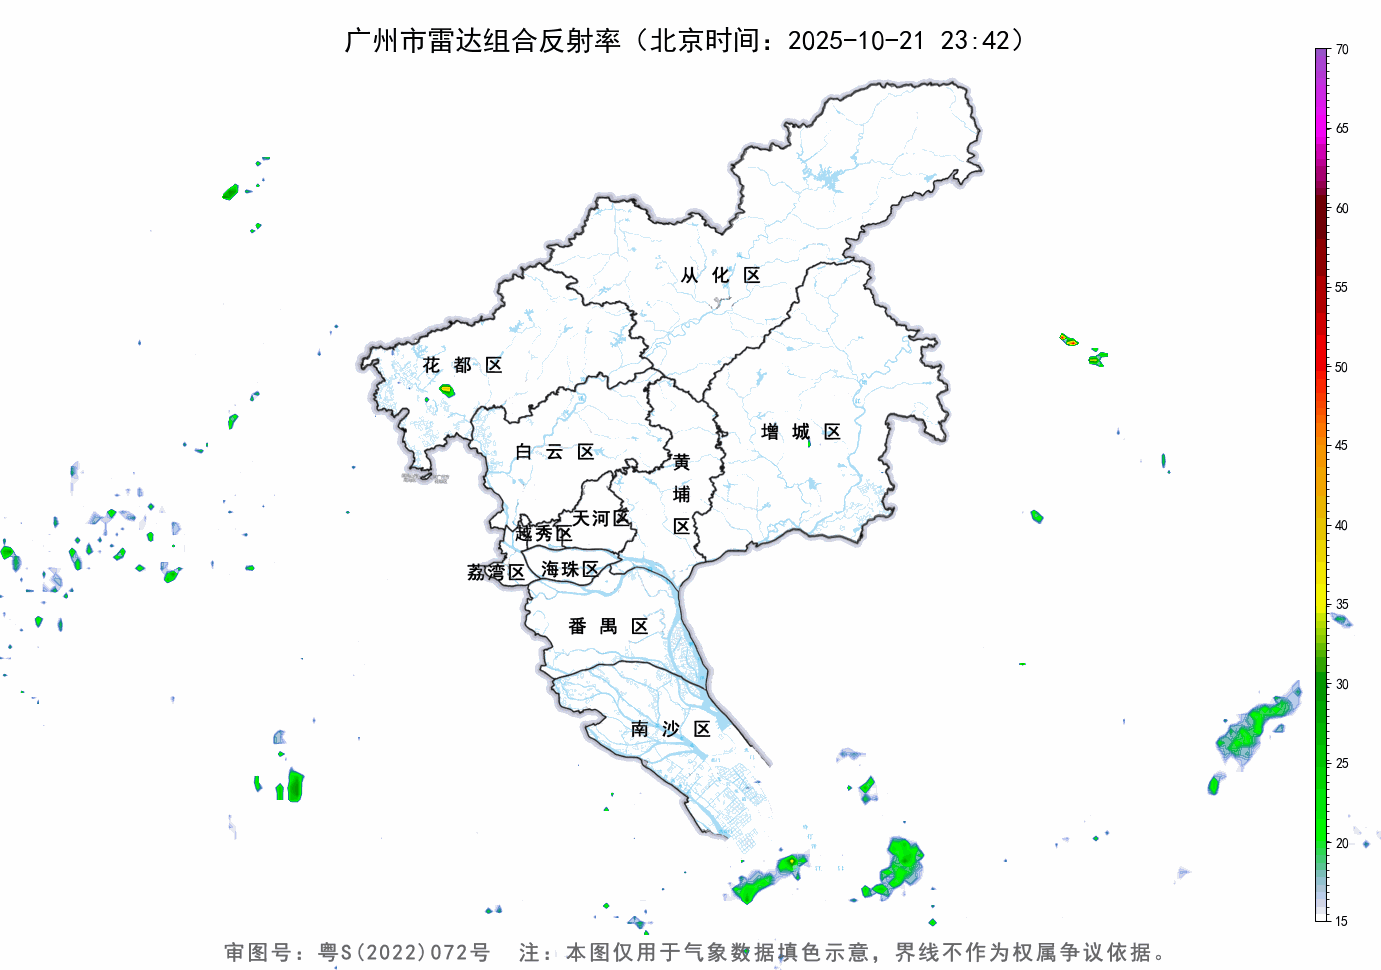 广州市雷达组合反射率（北京时间：2025-10-21 23:42）
70
65
60
55
50
45
40
35
30
25
20
15
从化区
花都区
增城区
白云区
黄埔区
天河区
越秀区
海珠区
荔湾区
番禺区
南沙区
审图号：粤S(2022)072号 注：本图仅用于气象数据填色示意，界线不作为权属争议依据。